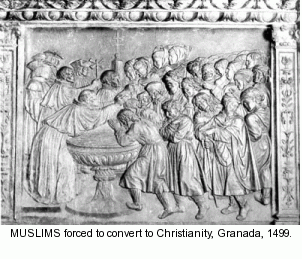 MUSLIMS forced to convert to Christianity, Granada, 1499.